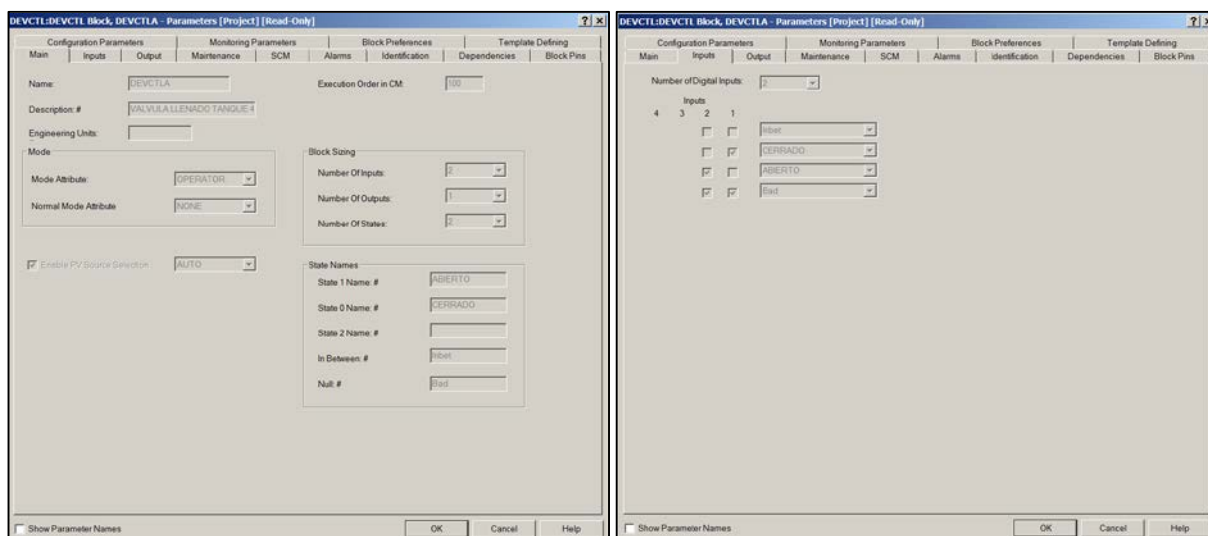 DEVCTL:DEVCTL Block, DEVCTLA - Parameters [Project] [Read-Only]
Configuration Parameters Monitoring Parameters Block Preferences Template Defining
Main Inputs Output Maintenance SCM Alarms Identification Dependencies Block Pins
Name: DEVCTLA Execution Order in CM: 100
Description: # VALVULA LLENADO TANQUE 4
Engineering Units:
Mode Block Sizing
Mode Attribute: OPERATOR Number Of Inputs: 2
Normal Mode Attribute NONE Number Of Outputs: 1
Number Of States: 2
Enable PV Source Selection AUTO State Names
State 1 Name: # ABIERTO
State 0 Name: # CERRADO
State 2 Name: #
In Between: # Inbet
Null: # Bad
Show Parameter Names OK Cancel Help
DEVCTL:DEVCTL Block, DEVCTLA - Parameters [Project] [Read-Only]
Configuration Parameters Monitoring Parameters Block Preferences Template Defining
Main Inputs Output Maintenance SCM Alarms Identification Dependencies Block Pins
Number of Digital Inputs: 2
Inputs
4 3 2 1
Inbet
CERRADO
ABIERTO
Bad
Show Parameter Names OK Cancel Help